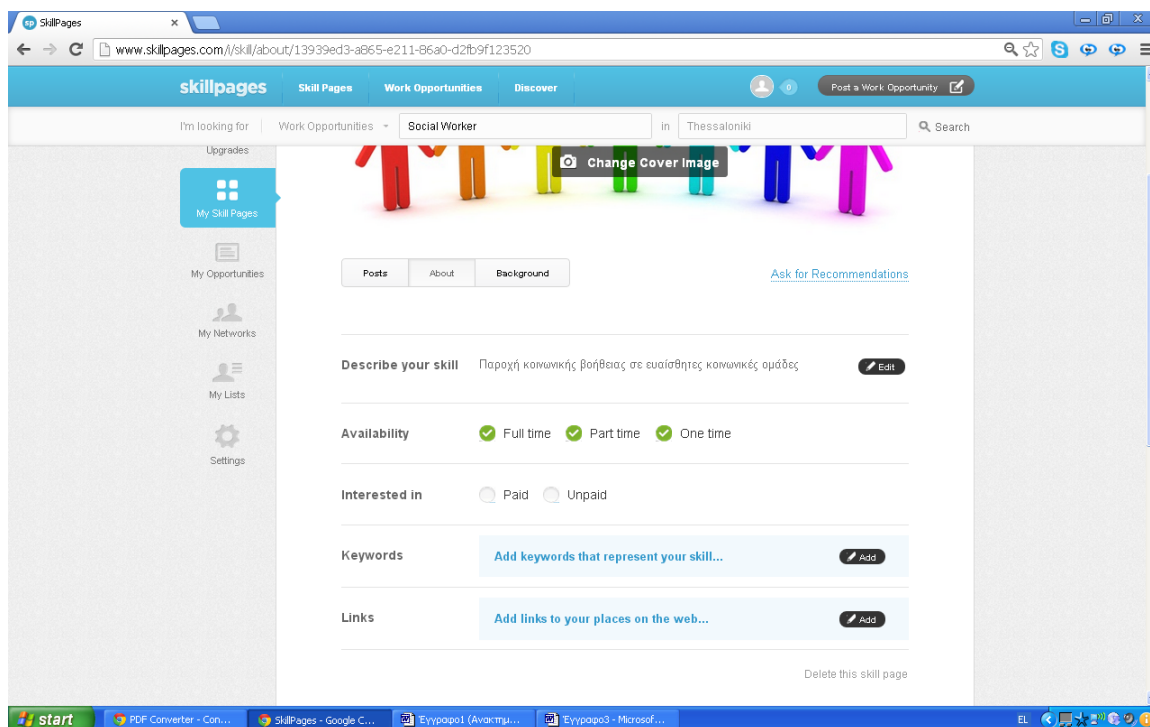 SkillPages
www.skillpages.com/i/skill/about/13939ed3-a865-e211-86a0-d2fb9f123520
skillpages Skill Pages Work Opportunities Discover 0 Post a Work Opportunity
I'm looking for Work Opportunities Social Worker in Thessaloniki Search
Upgrades
Change Cover Image
My Skill Pages
My Opportunities
Posts About Background Ask for Recommendations
My Networks
Describe your skill Παροχή κοινωνικής βοήθειας σε ευαίσθητες κοινωνικές ομάδες Edit
My Lists
Availability Full time Part time One time
Settings
Interested in Paid Unpaid
Keywords Add keywords that represent your skill... Add
Links Add links to your places on the web... Add
Delete this skill page
start PDF Converter - Con... SkillPages - Google C... Έγγραφο1 (Ανακτημ... Έγγραφο3 - Microsof... EL